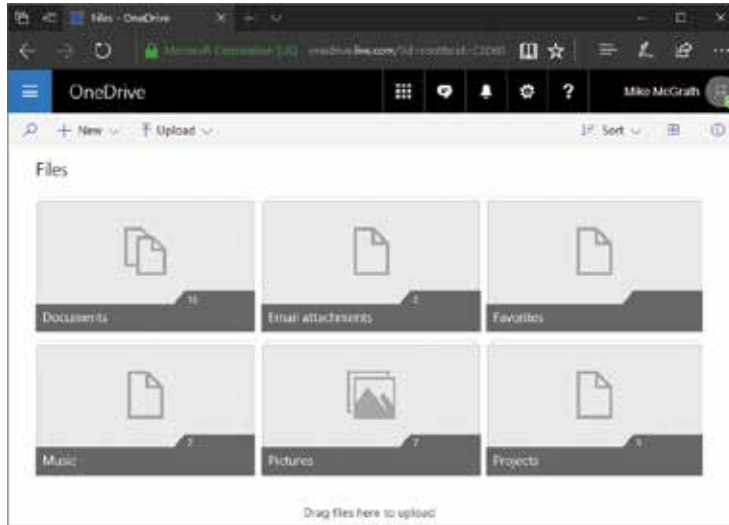 Files - OneDrive
OneDrive
?
Mike McGrath
+ New
Upload
Sort
Files
Documents
Email attachments
Favorites
Music
7
Pictures
Projects
Drag files here to upload